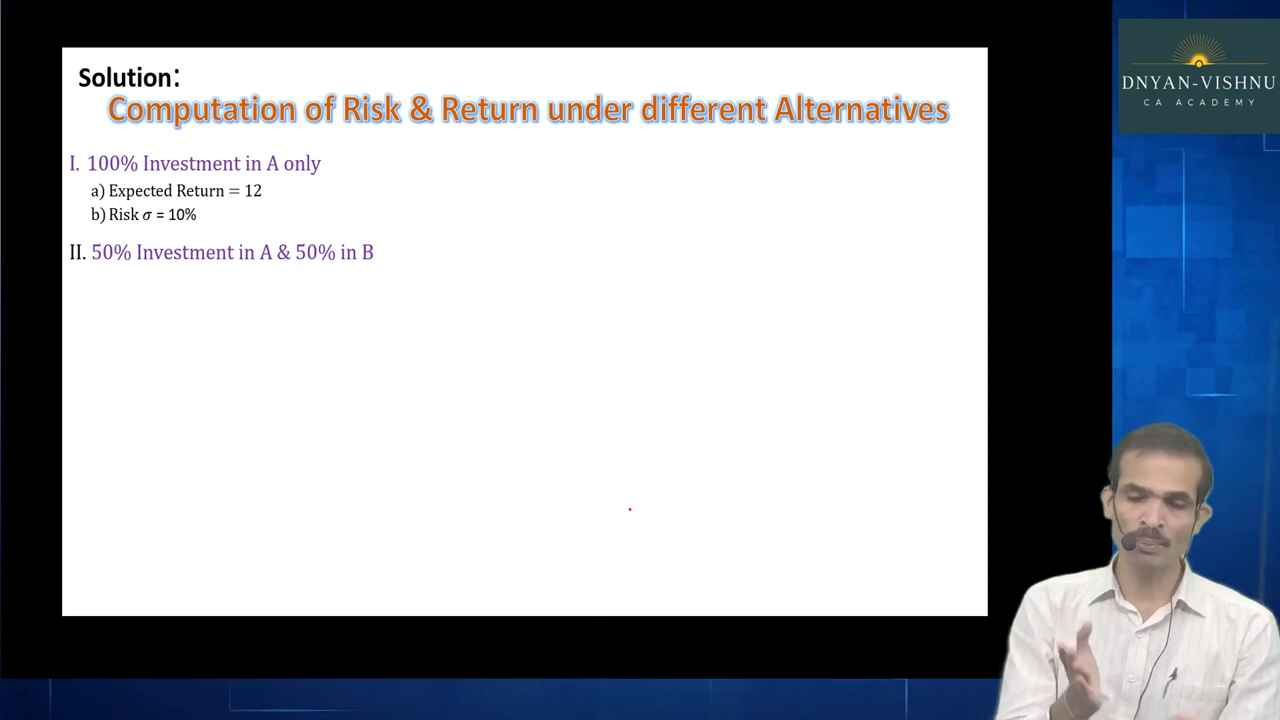 Solution:
Computation of Risk & Return under different Alternatives
I. 100% Investment in A only
a) Expected Return = 12
b) Risk σ = 10%
II. 50% Investment in A & 50% in B
DNYAN-VISHNU
CA ACADEMY